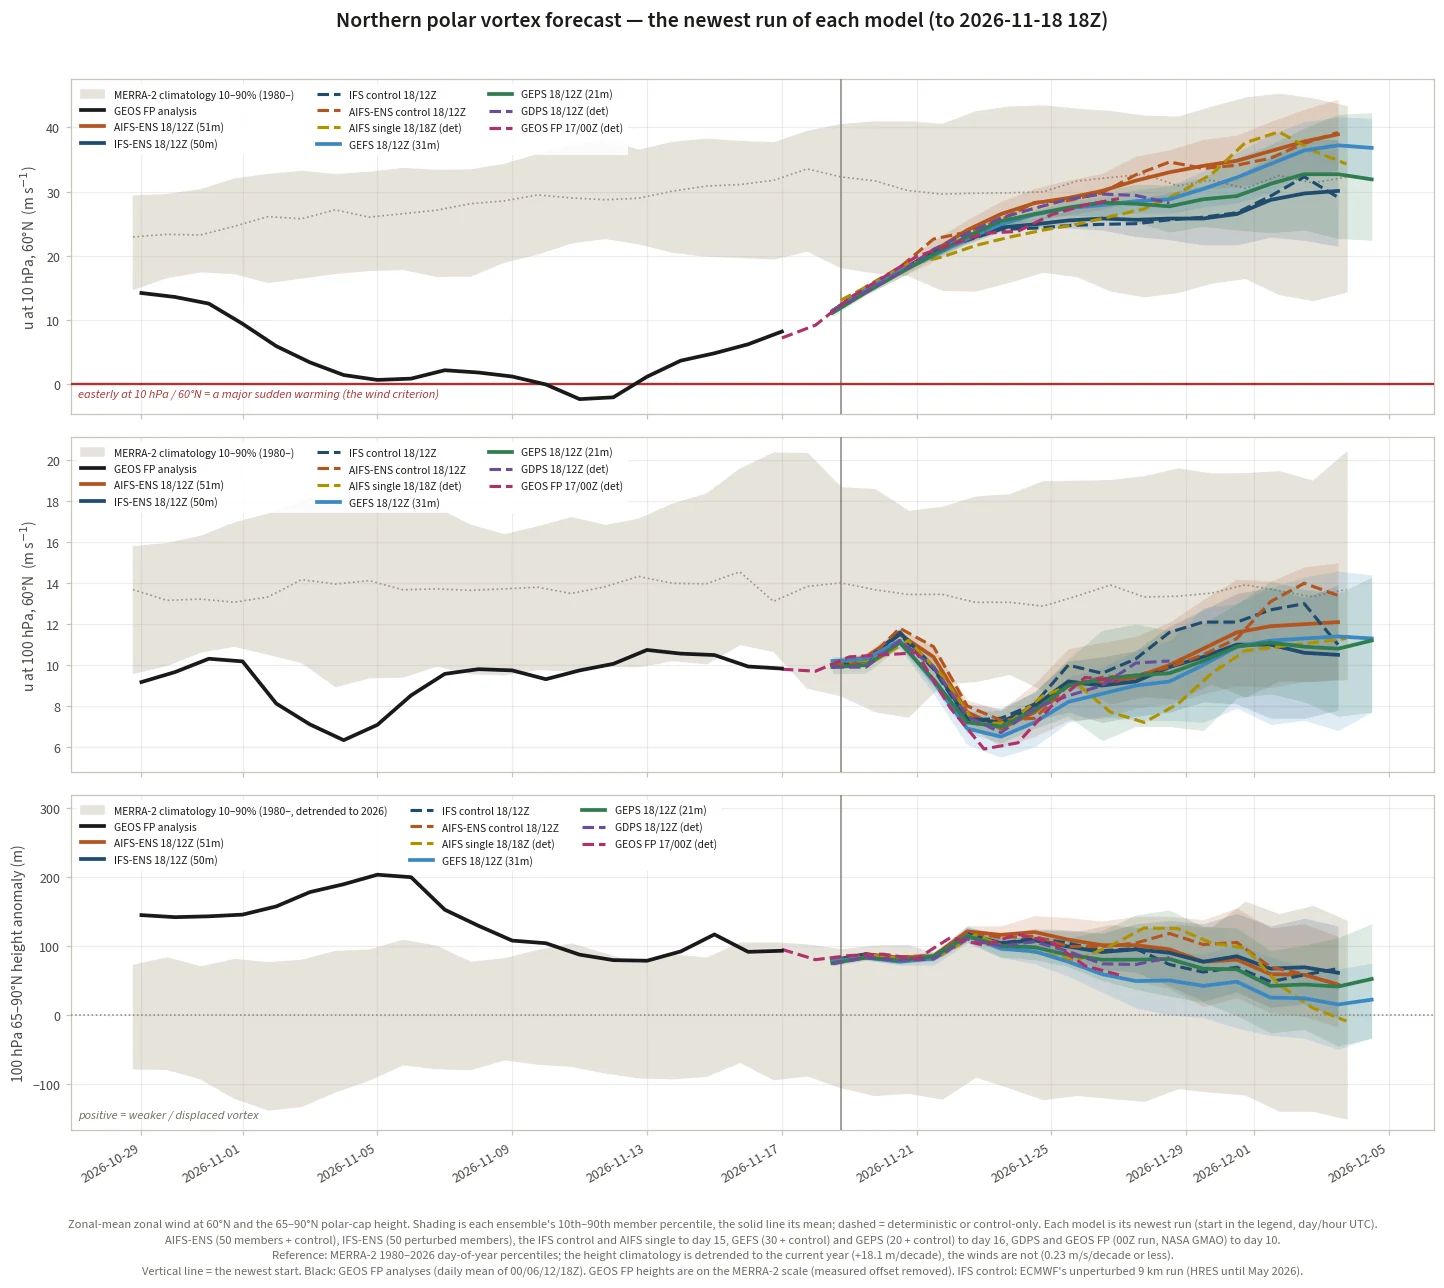 Northern polar vortex forecast — the newest run of each model (to 2026-11-18 18Z)
MERRA-2 climatology 10–90% (1980–)
GEOS FP analysis
AIFS-ENS 18/12Z (51m)
IFS-ENS 18/12Z (50m)
IFS control 18/12Z
AIFS-ENS control 18/12Z
AIFS single 18/18Z (det)
GEFS 18/12Z (31m)
GEPS 18/12Z (21m)
GDPS 18/12Z (det)
GEOS FP 17/00Z (det)
u at 10 hPa, 60°N (m s⁻¹)
40
30
20
10
0
easterly at 10 hPa / 60°N = a major sudden warming (the wind criterion)
MERRA-2 climatology 10–90% (1980–)
GEOS FP analysis
AIFS-ENS 18/12Z (51m)
IFS-ENS 18/12Z (50m)
IFS control 18/12Z
AIFS-ENS control 18/12Z
AIFS single 18/18Z (det)
GEFS 18/12Z (31m)
GEPS 18/12Z (21m)
GDPS 18/12Z (det)
GEOS FP 17/00Z (det)
u at 100 hPa, 60°N (m s⁻¹)
20
18
16
14
12
10
8
6
MERRA-2 climatology 10–90% (1980–, detrended to 2026)
GEOS FP analysis
AIFS-ENS 18/12Z (51m)
IFS-ENS 18/12Z (50m)
IFS control 18/12Z
AIFS-ENS control 18/12Z
AIFS single 18/18Z (det)
GEFS 18/12Z (31m)
GEPS 18/12Z (21m)
GDPS 18/12Z (det)
GEOS FP 17/00Z (det)
100 hPa 65–90°N height anomaly (m)
300
200
100
0
−100
positive = weaker / displaced vortex
2026-10-29
2026-11-01
2026-11-05
2026-11-09
2026-11-13
2026-11-17
2026-11-21
2026-11-25
2026-11-29
2026-12-01
2026-12-05
Zonal-mean zonal wind at 60°N and the 65–90°N polar-cap height. Shading is each ensemble's 10th–90th member percentile, the solid line its mean; dashed = deterministic or control-only. Each model is its newest run (start in the legend, day/hour UTC).
AIFS-ENS (50 members + control), IFS-ENS (50 perturbed members), the IFS control and AIFS single to day 15, GEFS (30 + control) and GEPS (20 + control) to day 16, GDPS and GEOS FP (00Z run, NASA GMAO) to day 10.
Reference: MERRA-2 1980–2026 day-of-year percentiles; the height climatology is detrended to the current year (+18.1 m/decade), the winds are not (0.23 m/s/decade or less).
Vertical line = the newest start. Black: GEOS FP analyses (daily mean of 00/06/12/18Z). GEOS FP heights are on the MERRA-2 scale (measured offset removed). IFS control: ECMWF's unperturbed 9 km run (HRES until May 2026).